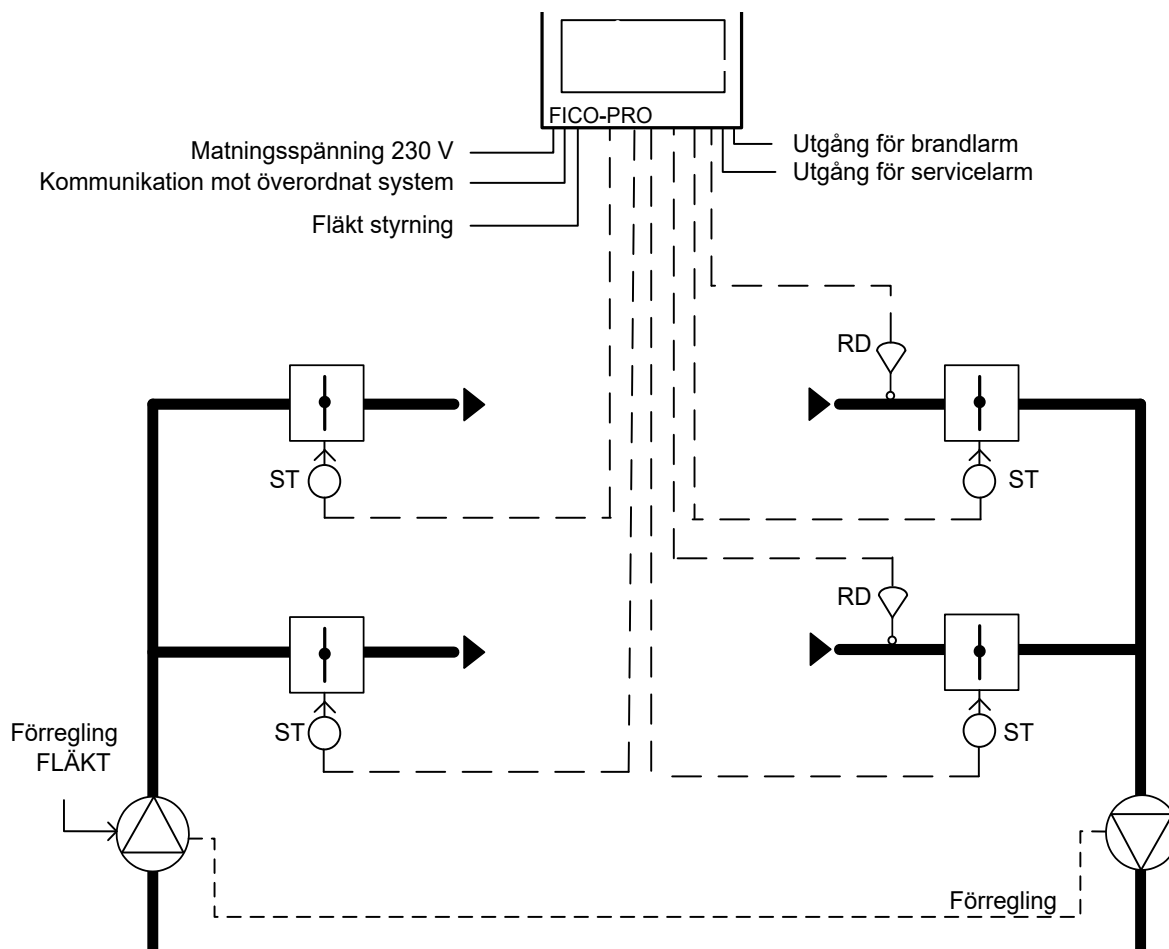 FICO-PRO
Matningsspänning 230 V
Utgång för brandlarm
Kommunikation mot överordnat system
Utgång för servicelarm
Fläkt styrning
RD
ST
ST
RD
ST
ST
Förregling
FLÄKT
Förregling